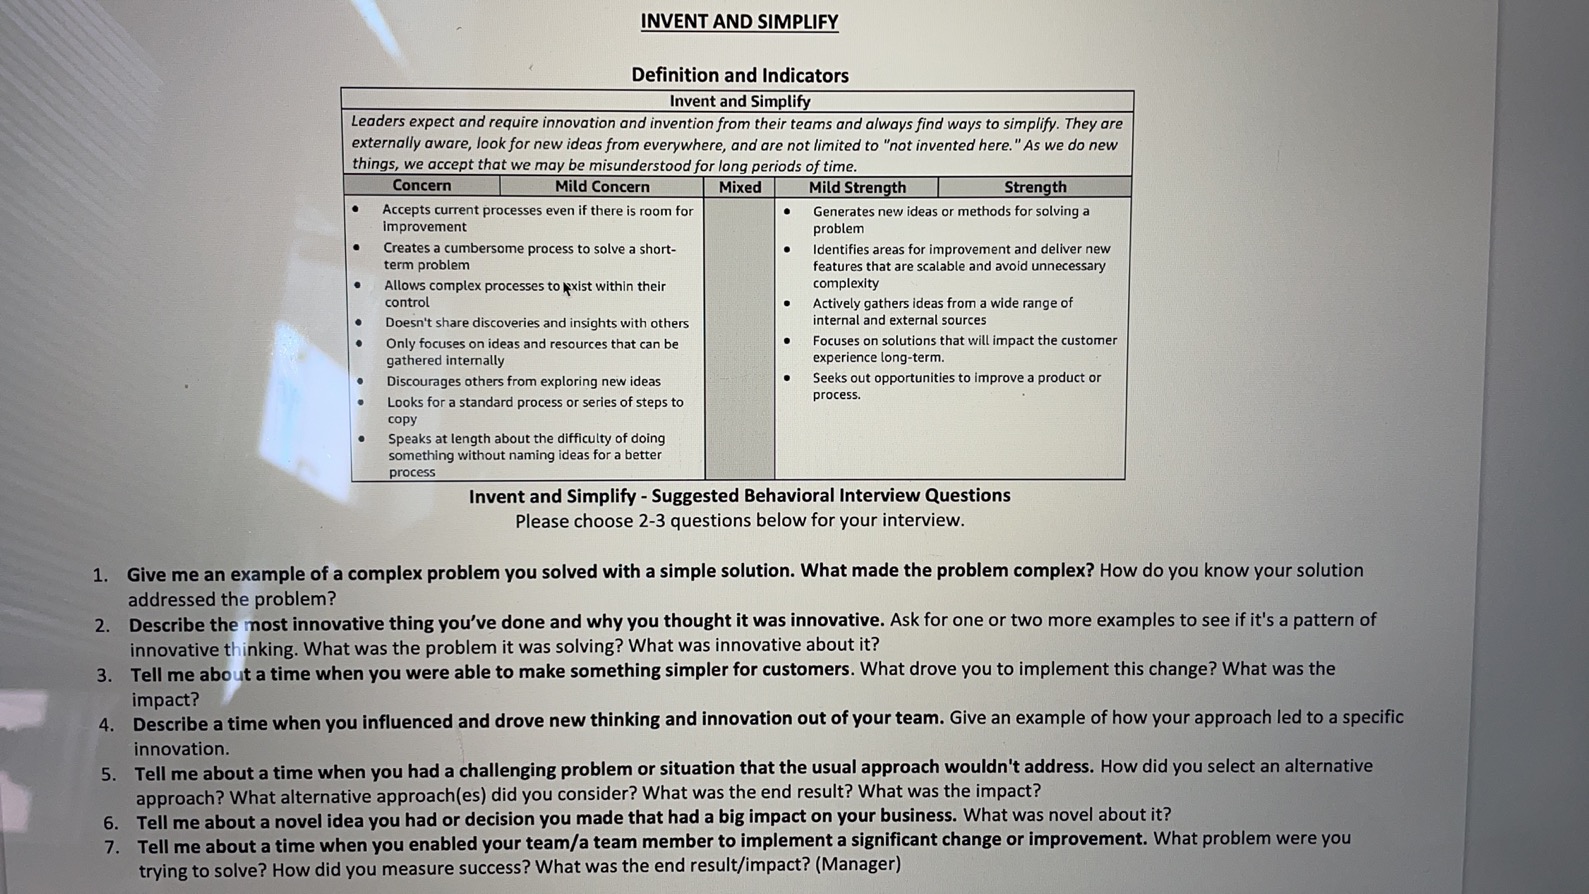 INVENT AND SIMPLIFY
Definition and Indicators
Invent and Simplify
Leaders expect and require innovation and invention from their teams and always find ways to simplify. They are
externally aware, look for new ideas from everywhere, and are not limited to "not invented here." As we do new
things, we accept that we may be misunderstood for long periods of time.
Concern Mild Concern Mixed Mild Strength Strength
• Accepts current processes even if there is room for
Improvement
• Creates a cumbersome process to solve a short-
term problem
• Allows complex processes to exist within their
control
• Doesn't share discoveries and insights with others
• Only focuses on ideas and resources that can be
gathered internally
• Discourages others from exploring new ideas
• Looks for a standard process or series of steps to
copy
• Speaks at length about the difficulty of doing
something without naming ideas for a better
process
• Generates new ideas or methods for solving a
problem
• Identifies areas for improvement and deliver new
features that are scalable and avoid unnecessary
complexity
• Actively gathers ideas from a wide range of
internal and external sources
• Focuses on solutions that will impact the customer
experience long-term.
• Seeks out opportunities to improve a product or
process.
Invent and Simplify - Suggested Behavioral Interview Questions
Please choose 2-3 questions below for your interview.
1. Give me an example of a complex problem you solved with a simple solution. What made the problem complex? How do you know your solution
addressed the problem?
2. Describe the most innovative thing you've done and why you thought it was innovative. Ask for one or two more examples to see if it's a pattern of
innovative thinking. What was the problem it was solving? What was innovative about it?
3. Tell me about a time when you were able to make something simpler for customers. What drove you to implement this change? What was the
impact?
4. Describe a time when you influenced and drove new thinking and innovation out of your team. Give an example of how your approach led to a specific
innovation.
5. Tell me about a time when you had a challenging problem or situation that the usual approach wouldn't address. How did you select an alternative
approach? What alternative approach(es) did you consider? What was the end result? What was the impact?
6. Tell me about a novel idea you had or decision you made that had a big impact on your business. What was novel about it?
7. Tell me about a time when you enabled your team/a team member to implement a significant change or improvement. What problem were you
trying to solve? How did you measure success? What was the end result/impact? (Manager)